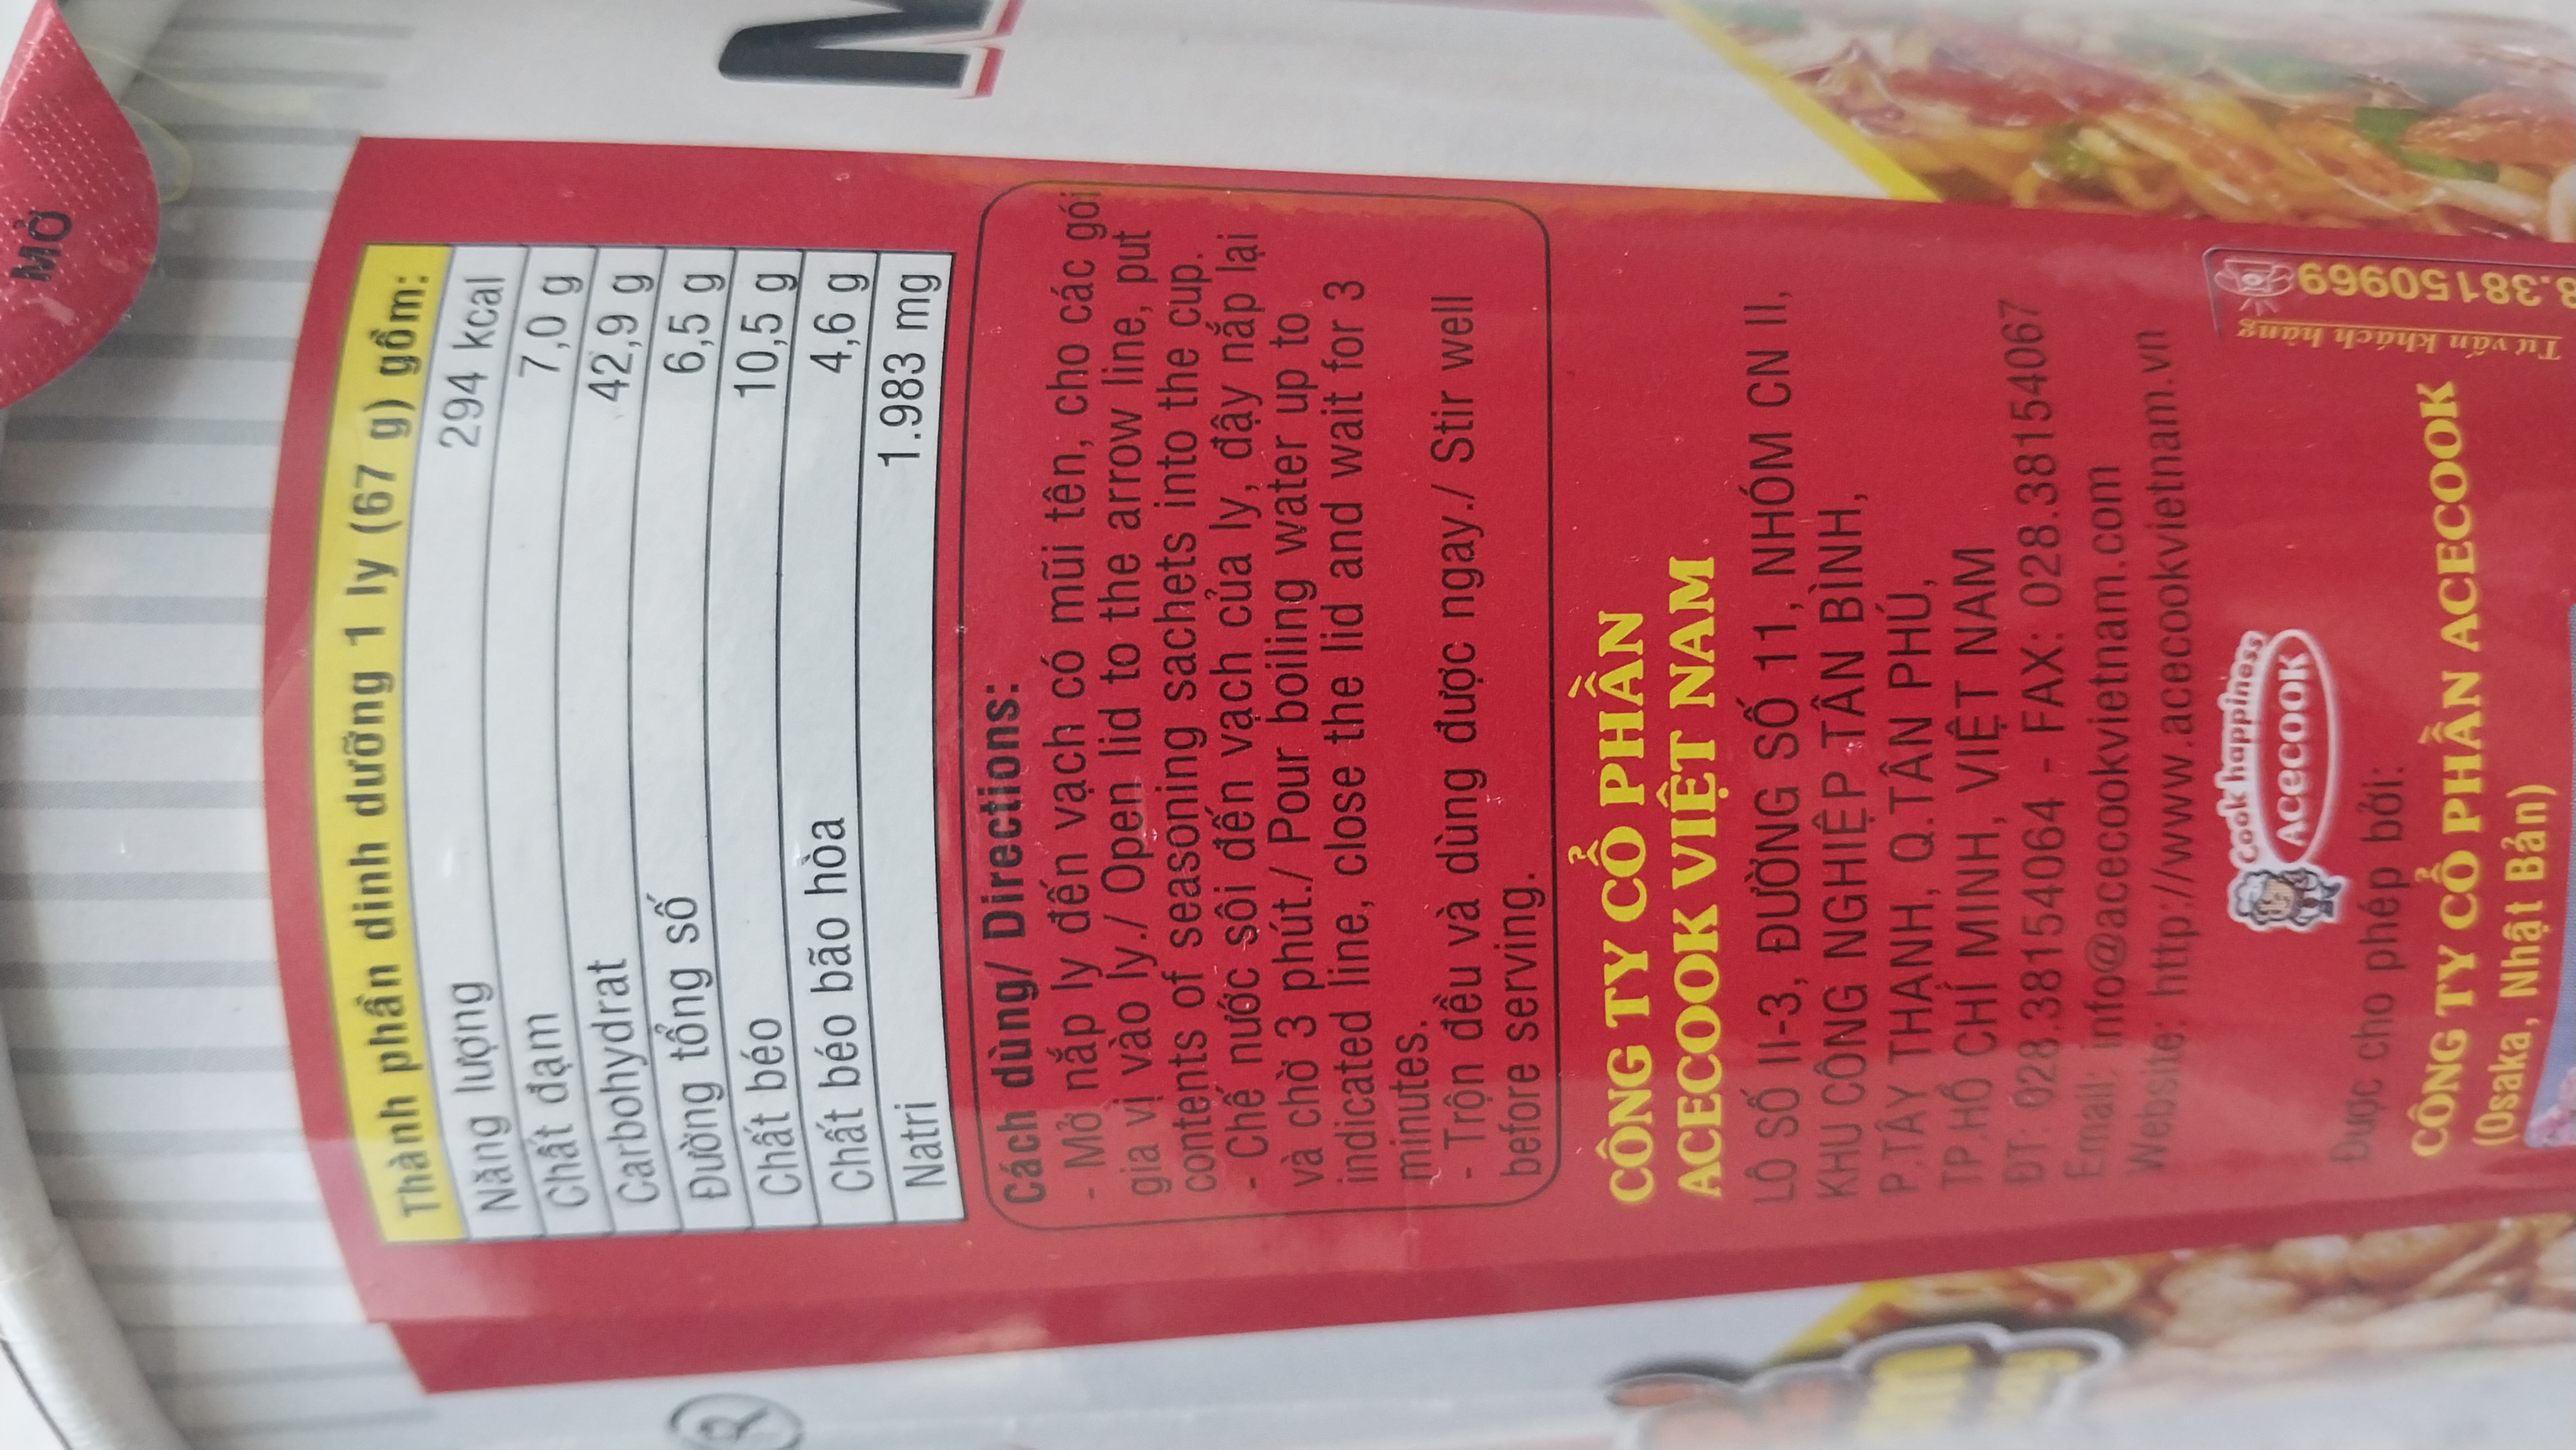 MỞ
Thành phần dinh dưỡng 1 ly (67 g) gồm:
Năng lượng 294 kcal
Chất đạm 7,0 g
Carbohydrat 42,9 g
Đường tổng số 6,5 g
Chất béo 10,5 g
Chất béo bão hòa 4,6 g
Natri 1.983 mg
Cách dùng/ Directions:
- Mở nắp ly đến vạch có mũi tên, cho các gói
gia vị vào ly./ Open lid to the arrow line, put
contents of seasoning sachets into the cup.
- Chế nước sôi đến vạch của ly, đậy nắp lại
và chờ 3 phút./ Pour boiling water up to
indicated line, close the lid and wait for 3
minutes.
- Trộn đều và dùng được ngay./ Stir well
before serving.
CÔNG TY CỔ PHẦN
ACECOOK VIỆT NAM
LÔ SỐ II-3, ĐƯỜNG SỐ 11, NHÓM CN II,
KHU CÔNG NGHIỆP TÂN BÌNH,
P.TÂY THẠNH, Q.TÂN PHÚ,
TP.HỒ CHÍ MINH, VIỆT NAM
ĐT: 028.38154064 - FAX: 028.38154067
Email: info@acecookvietnam.com
Website: http://www.acecookvietnam.vn
Cook happiness
ACECOOK
Được cho phép bởi:
CÔNG TY CỔ PHẦN ACECOOK
(Osaka, Nhật Bản)
Tư vấn khách hàng
8.38150969
®